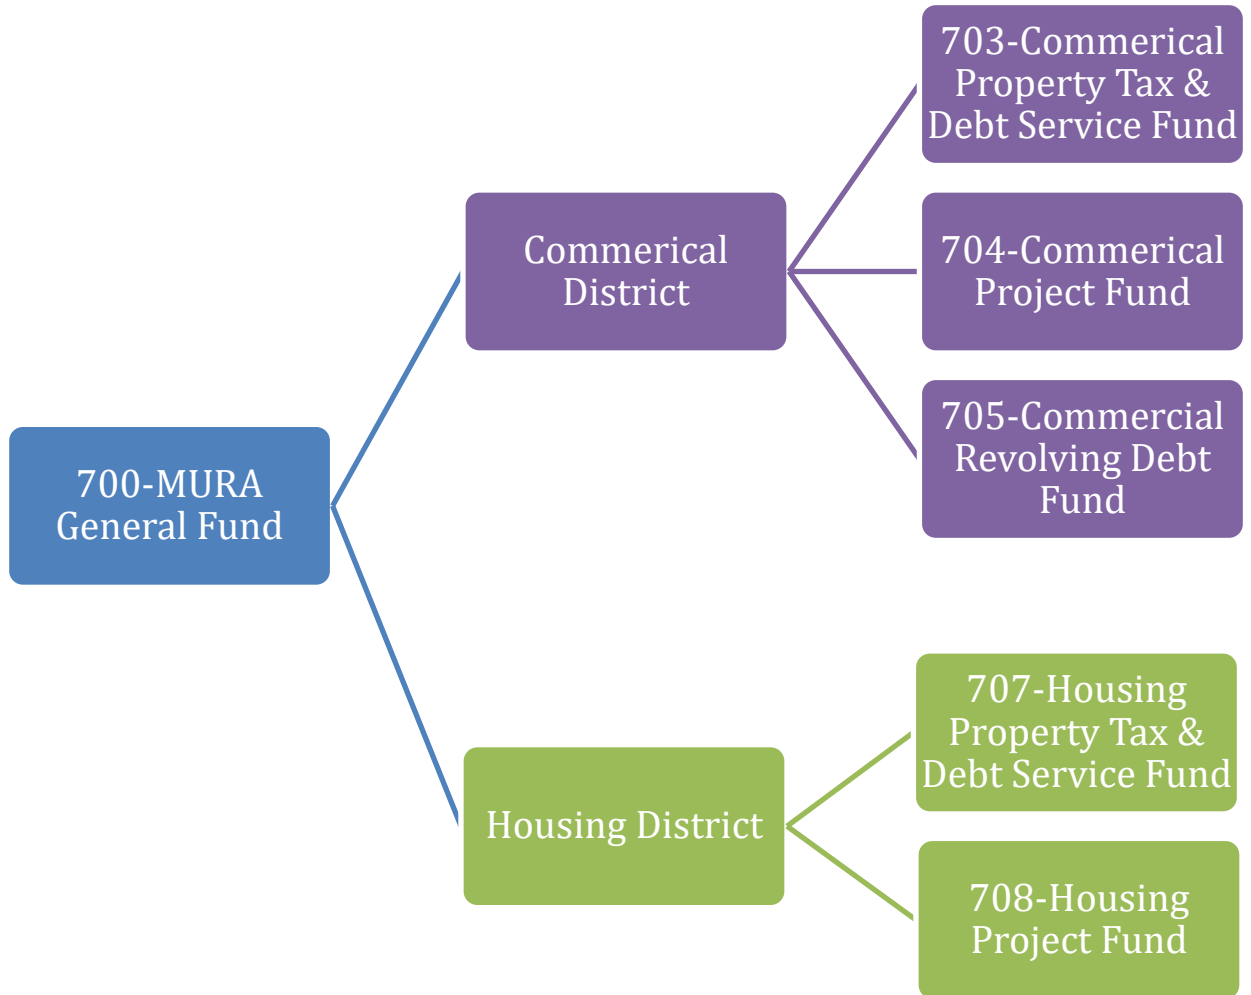 703-Commerical
Property Tax &
Debt Service Fund
Commerical
District
704-Commerical
Project Fund
705-Commercial
Revolving Debt
Fund
700-MURA
General Fund
707-Housing
Property Tax &
Debt Service Fund
Housing District
708-Housing
Project Fund